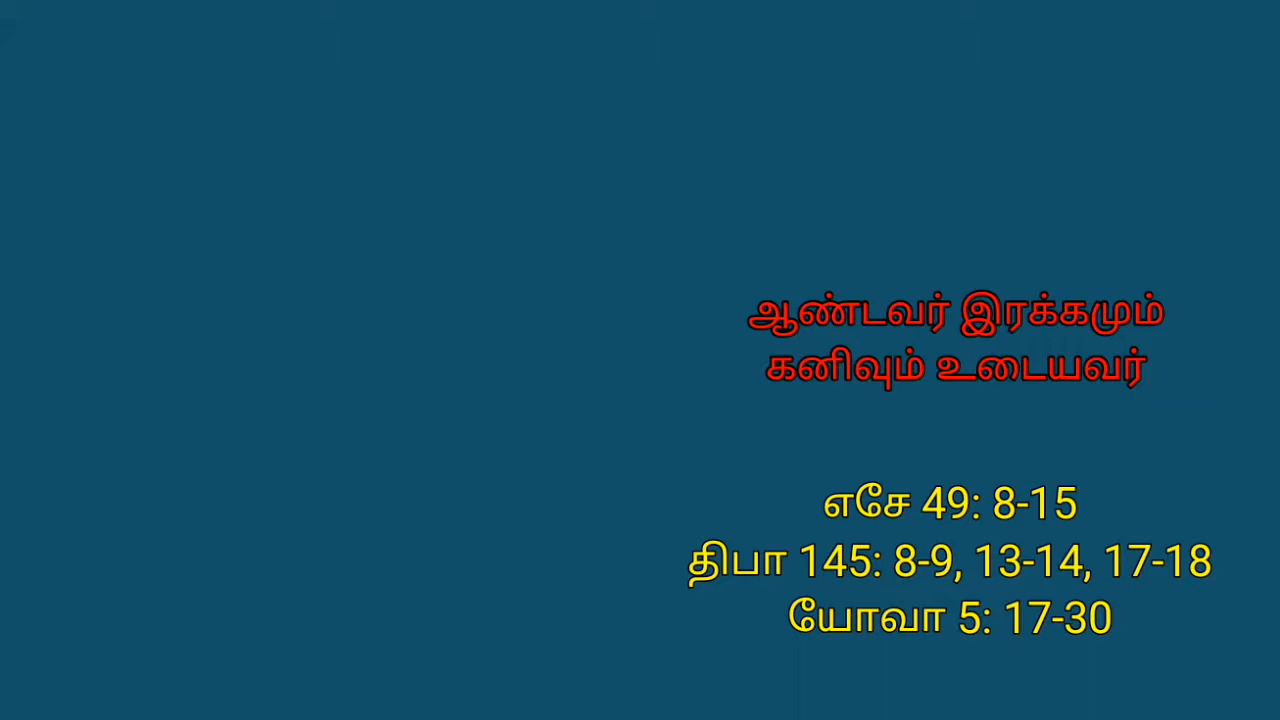 ஆண்டவர் இரக்கமும்
கனிவும் உடையவர்
எசே 49: 8-15
திபா 145: 8-9, 13-14, 17-18
யோவா 5: 17-30